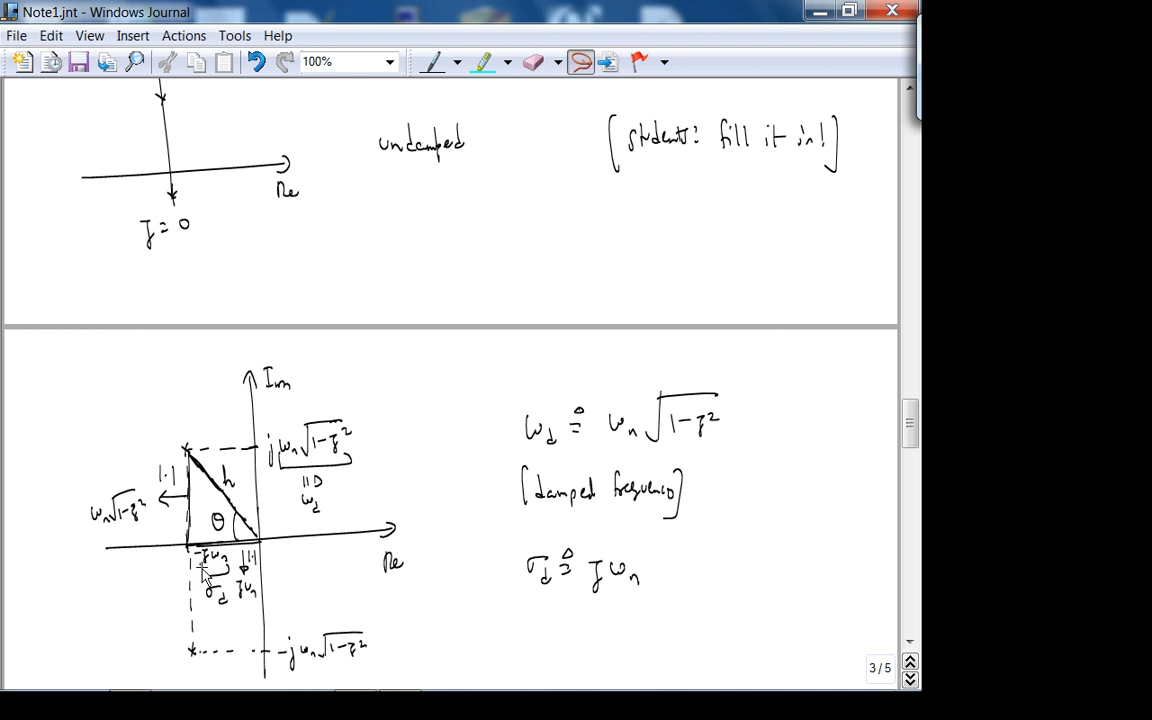 Note1.jnt - Windows Journal
File Edit View Insert Actions Tools Help
100%
undamped
[students: fill it in!]
Re
ζ = 0
Im
jωn√1-ζ²
|·| h
ωn√1-ζ²
ωd
θ
-ζωn |·|
σd ζωn
Re
-jωn√1-ζ²
ωd ≜ ωn√1-ζ²
[damped frequency]
σd ≜ ζωn
3/5